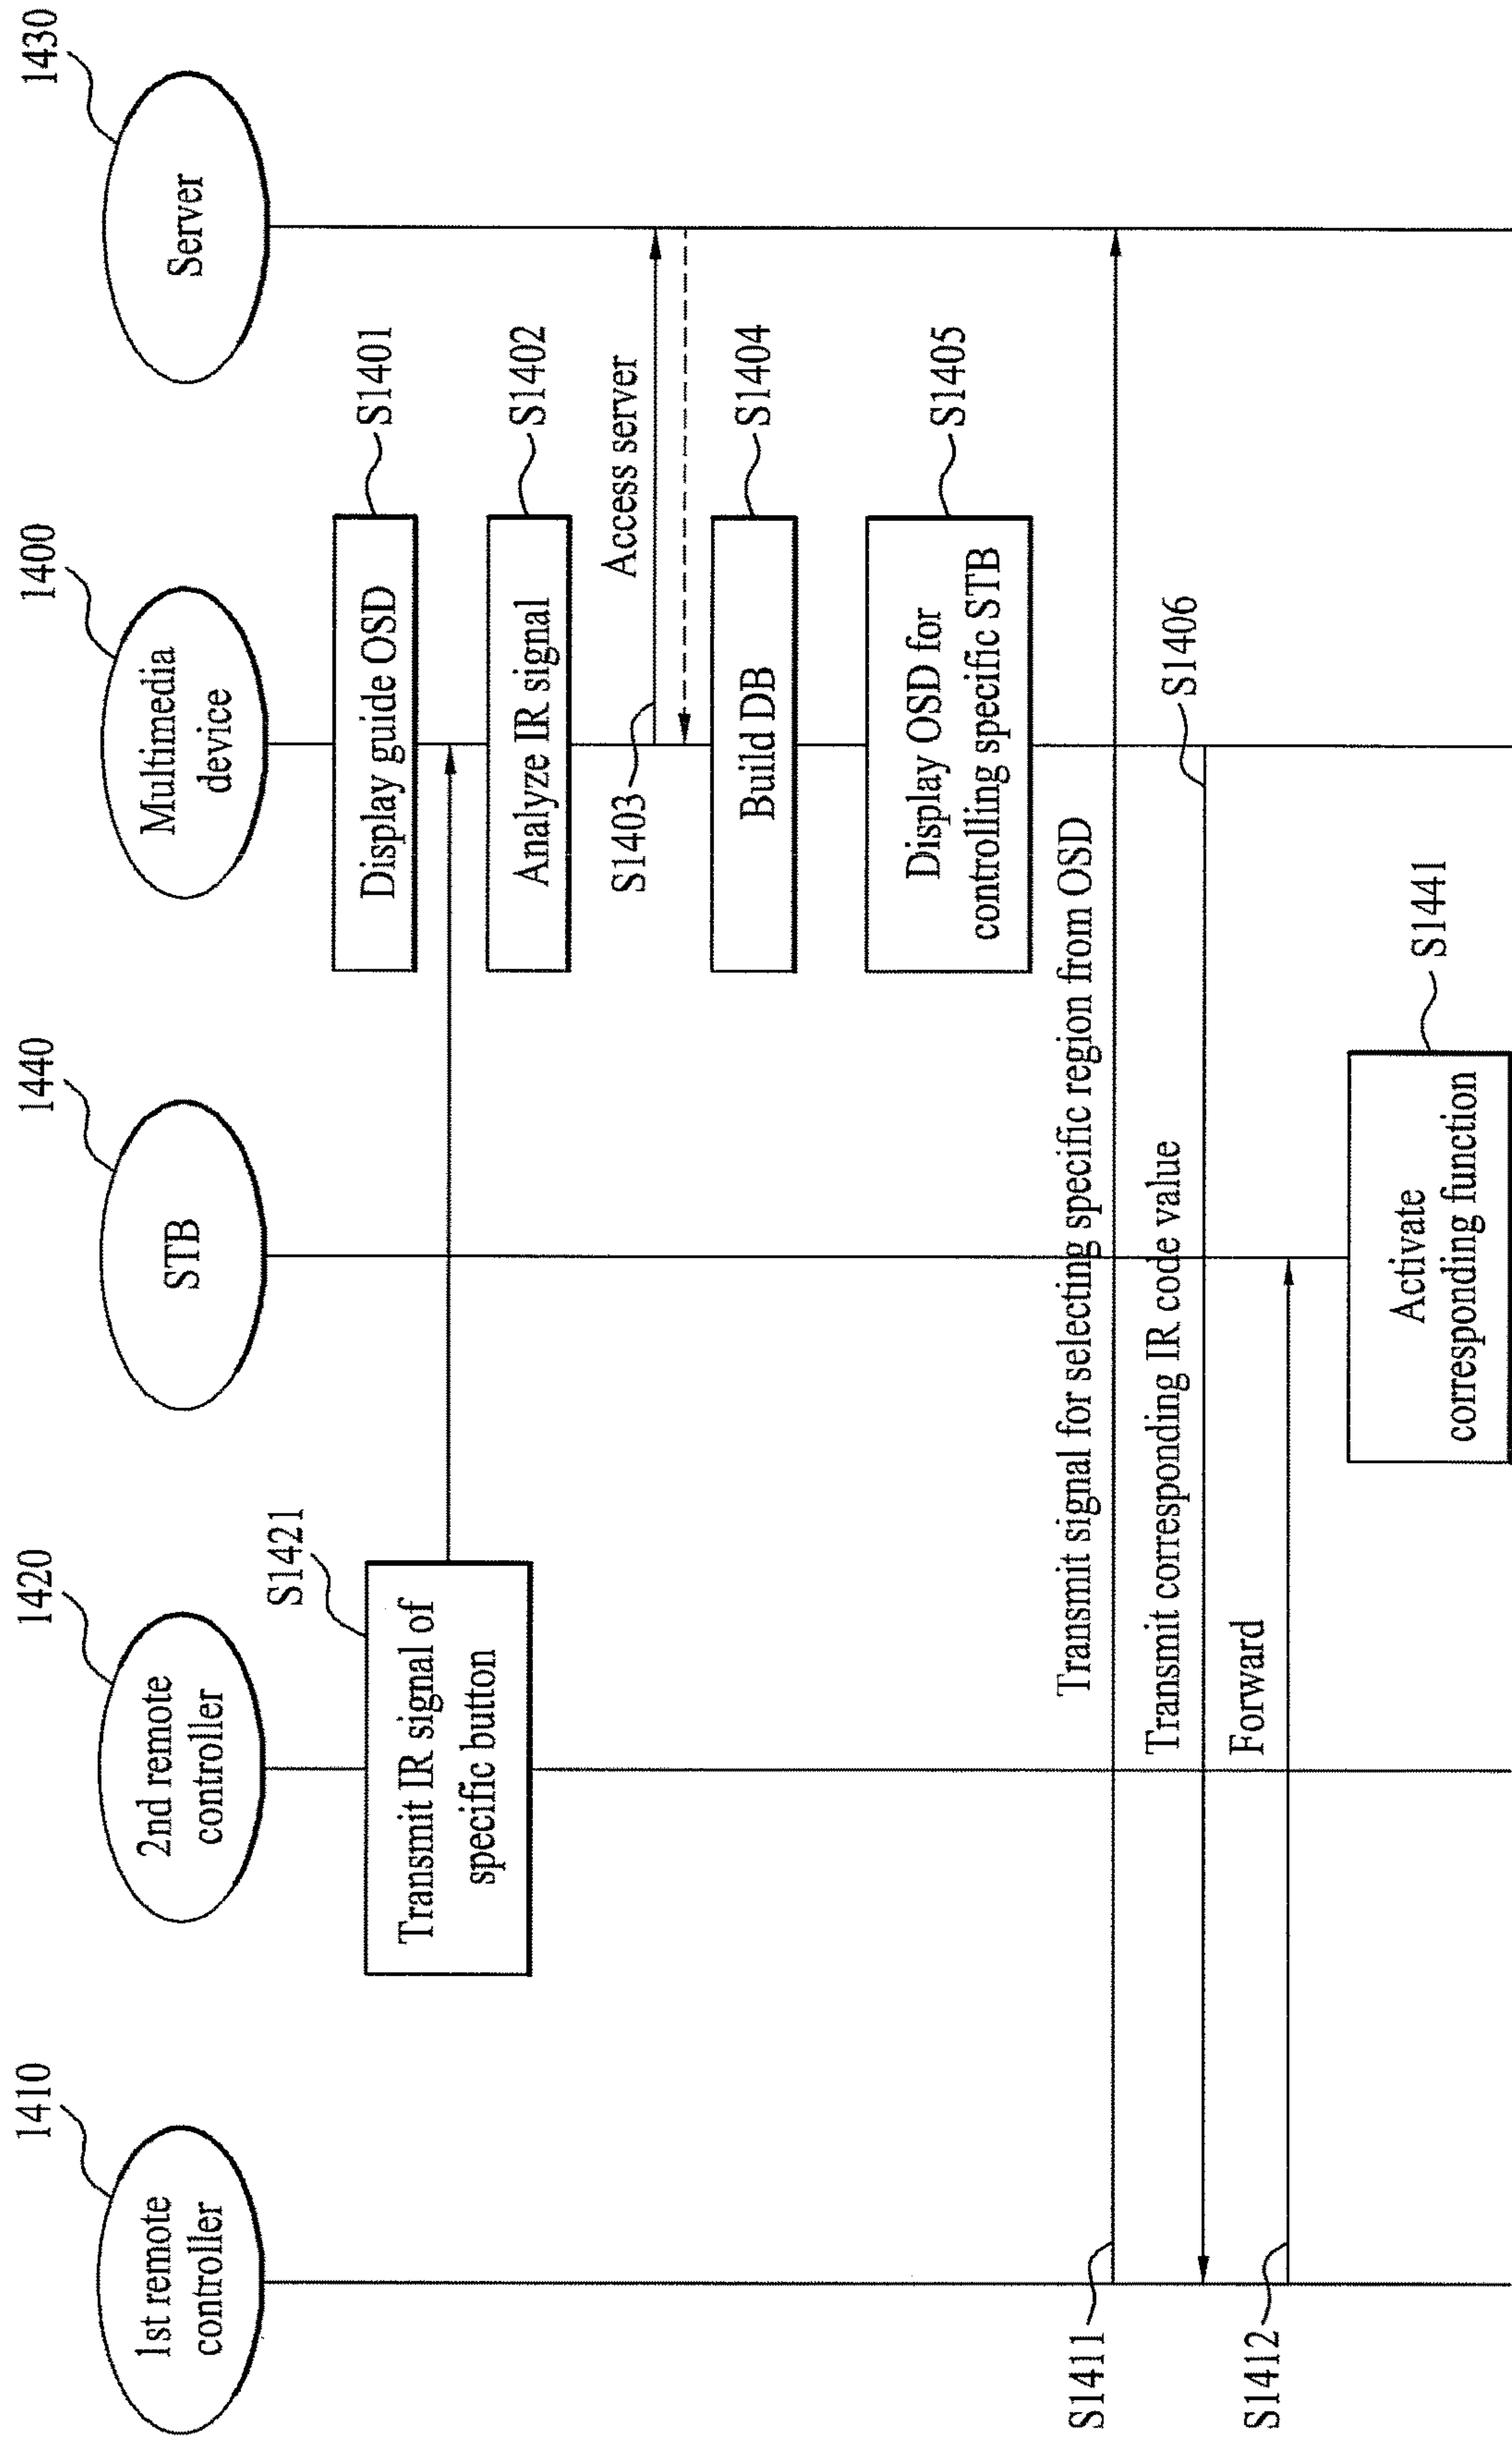 1410
1st remote
controller
1420
2nd remote
controller
1440
STB
1400
Multimedia
device
1430
Server
Display guide OSD
S1401
S1421
Transmit IR signal of
specific button
Analyze IR signal
S1402
S1403
Access server
Build DB
S1404
Display OSD for
controlling specific STB
S1405
S1411
Transmit signal for selecting specific region from OSD
Transmit corresponding IR code value
S1406
S1412
Forward
Activate
corresponding function
S1441